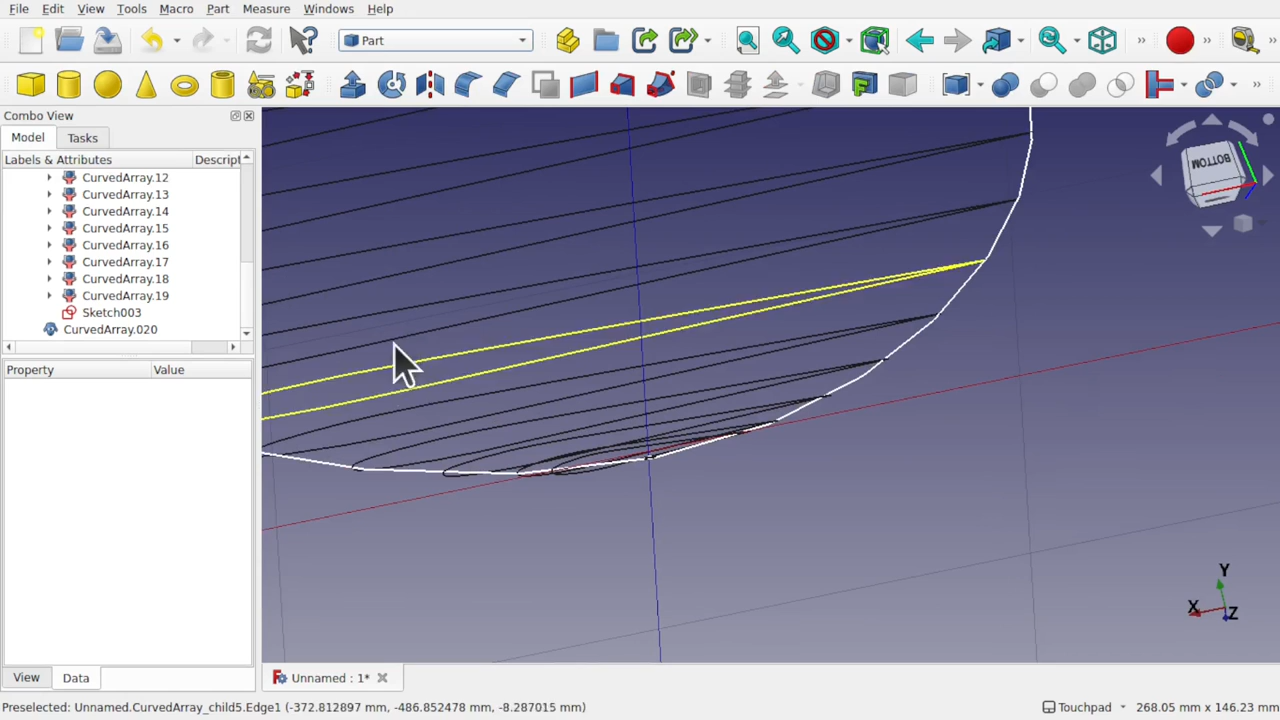 File Edit View Tools Macro Part Measure Windows Help
Part
Combo View
Model Tasks
Labels & Attributes Descript
CurvedArray.12
CurvedArray.13
CurvedArray.14
CurvedArray.15
CurvedArray.16
CurvedArray.17
CurvedArray.18
CurvedArray.19
Sketch003
CurvedArray.020
Property Value
BOTTOM
Y
X
Z
View Data
Unnamed : 1*
Preselected: Unnamed.CurvedArray_child5.Edge1 (-372.812897 mm, -486.852478 mm, -8.287015 mm)
Touchpad
268.05 mm x 146.23 mm